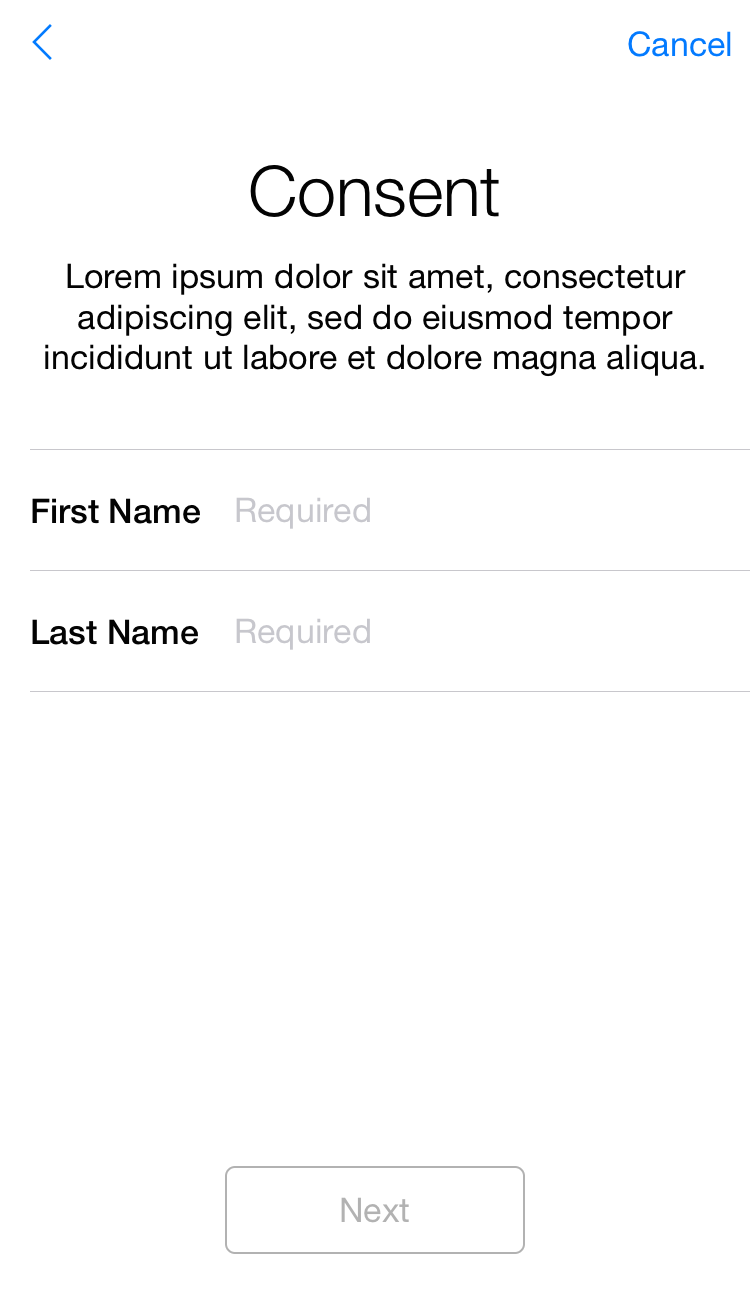 Cancel
Consent
Lorem ipsum dolor sit amet, consectetur
adipiscing elit, sed do eiusmod tempor
incididunt ut labore et dolore magna aliqua.
First Name Required
Last Name Required
Next